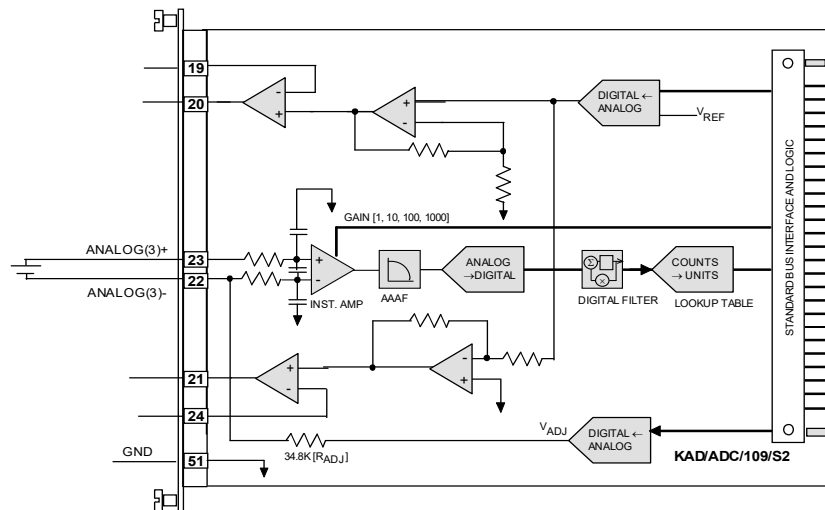 19
20
DIGITAL ←
ANALOG
VREF
GAIN [1, 10, 100, 1000]
ANALOG(3)+
23
ANALOG
→DIGITAL
COUNTS
→ UNITS
22
ANALOG(3)-
INST. AMP
AAAF
DIGITAL FILTER
LOOKUP TABLE
STANDARD BUS INTERFACE AND LOGIC
21
24
VADJ
DIGITAL ←
ANALOG
GND
51
34.8K [RADJ]
KAD/ADC/109/S2
+
-
Σ
×